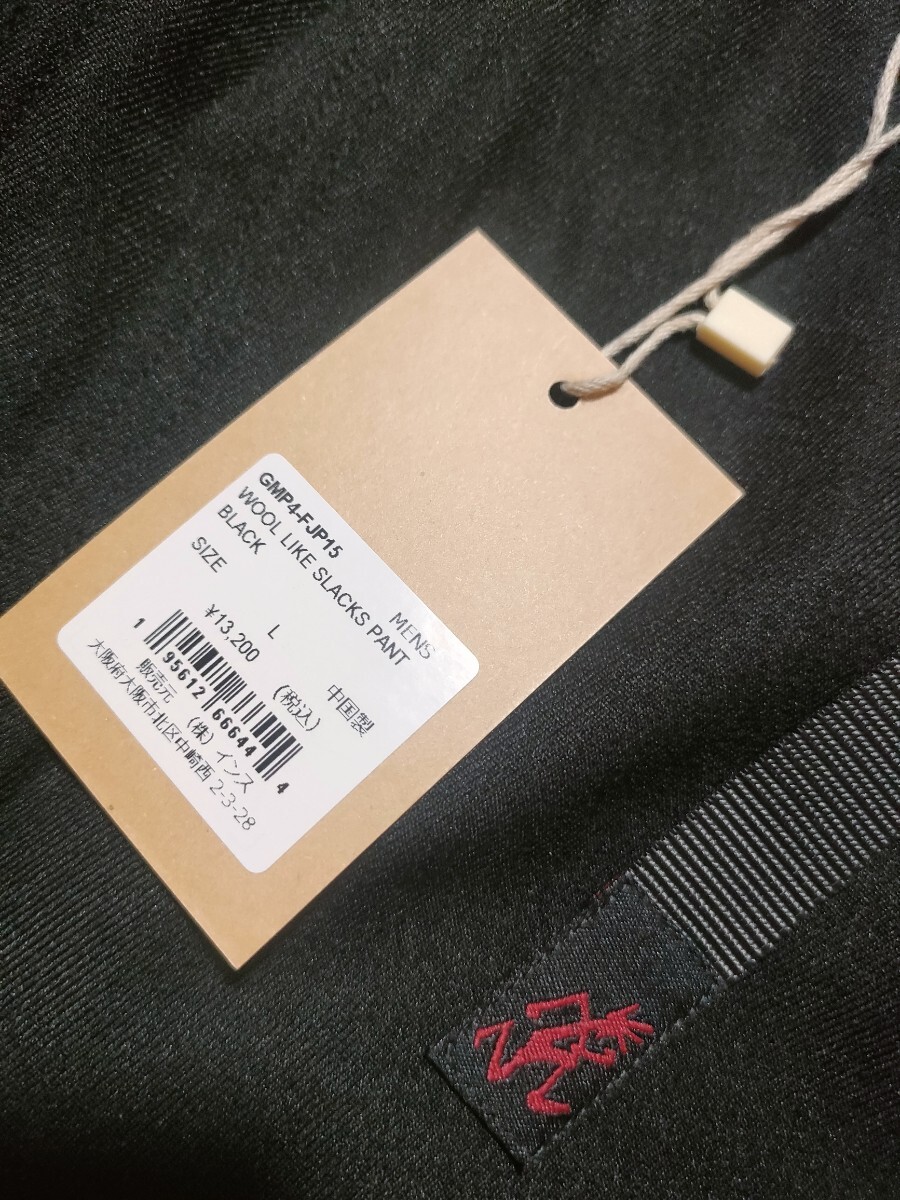 GMP4-FJP15 MENS
WOOL LIKE SLACKS PANT
BLACK
SIZE L 中国製
¥13,200 (税込)
1 95612 66644 4
販売元 (株) インス
大阪府大阪市北区中崎西 2-3-28